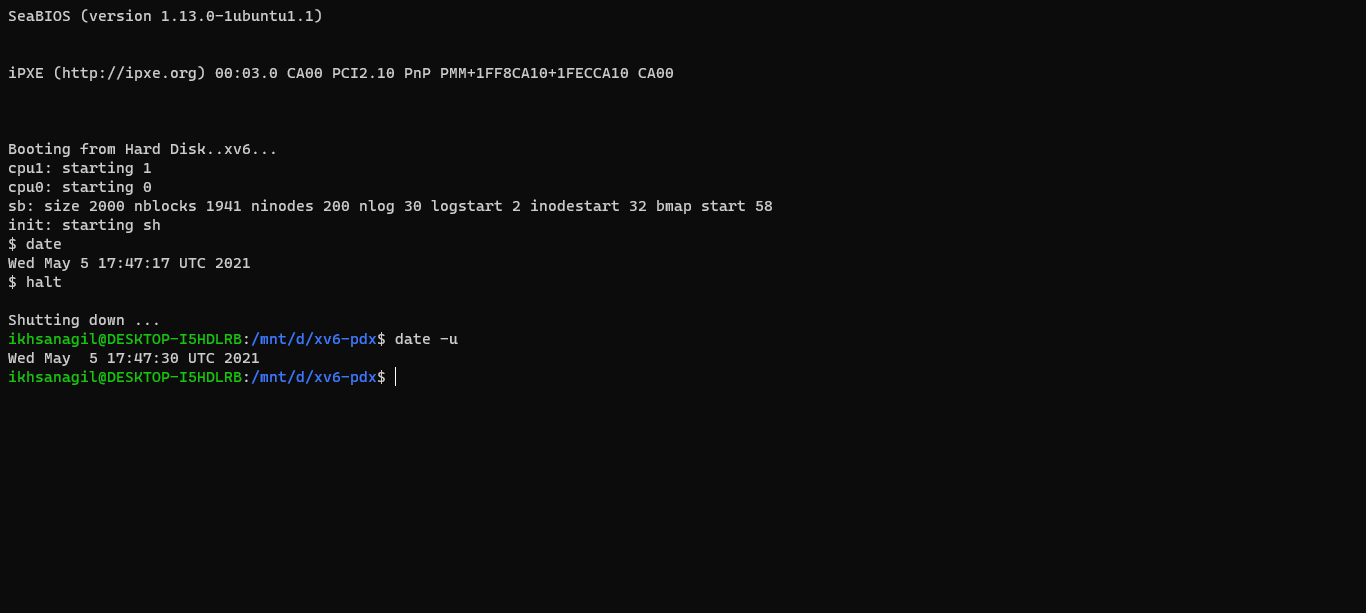 SeaBIOS (version 1.13.0-1ubuntu1.1)
iPXE (http://ipxe.org) 00:03.0 CA00 PCI2.10 PnP PMM+1FF8CA10+1FECCA10 CA00
Booting from Hard Disk..xv6...
cpu1: starting 1
cpu0: starting 0
sb: size 2000 nblocks 1941 ninodes 200 nlog 30 logstart 2 inodestart 32 bmap start 58
init: starting sh
$ date
Wed May 5 17:47:17 UTC 2021
$ halt
Shutting down ...
ikhsanagil@DESKTOP-I5HDLRB:/mnt/d/xv6-pdx$ date -u
Wed May  5 17:47:30 UTC 2021
ikhsanagil@DESKTOP-I5HDLRB:/mnt/d/xv6-pdx$